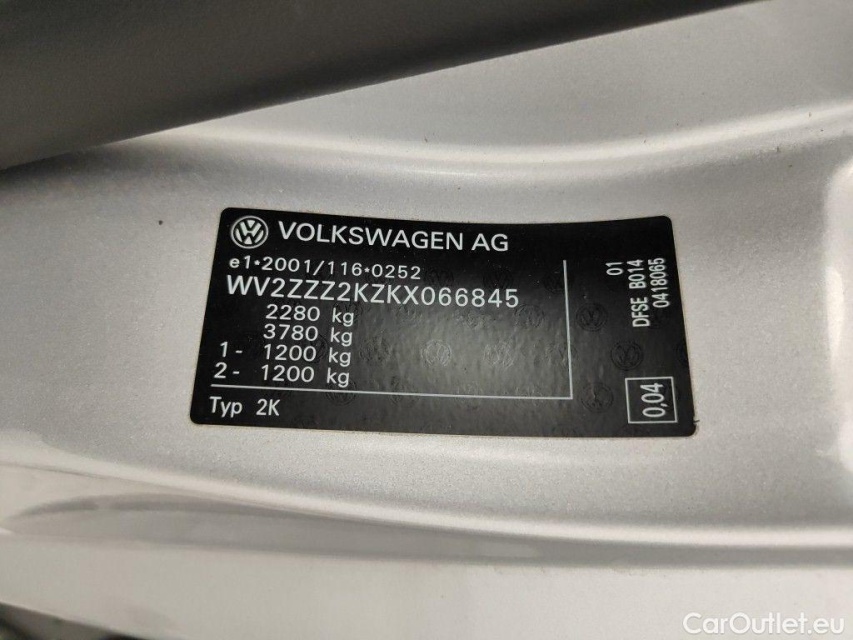 VOLKSWAGEN AG
e1*2001/116*0252
WV2ZZZ2KZKX066845
2280 kg
3780 kg
1- 1200 kg
2- 1200 kg
Typ 2K
01
DFSE B014
0418065
0,04
CarOutlet.eu